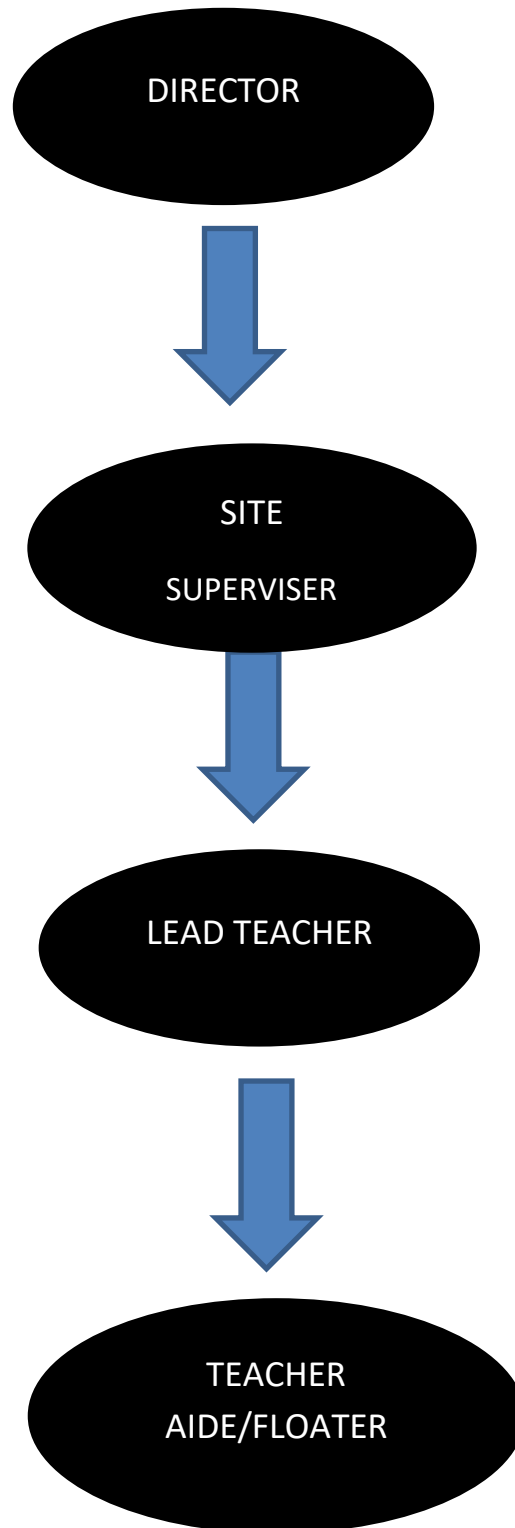 DIRECTOR
SITE
SUPERVISER
LEAD TEACHER
TEACHER
AIDE/FLOATER